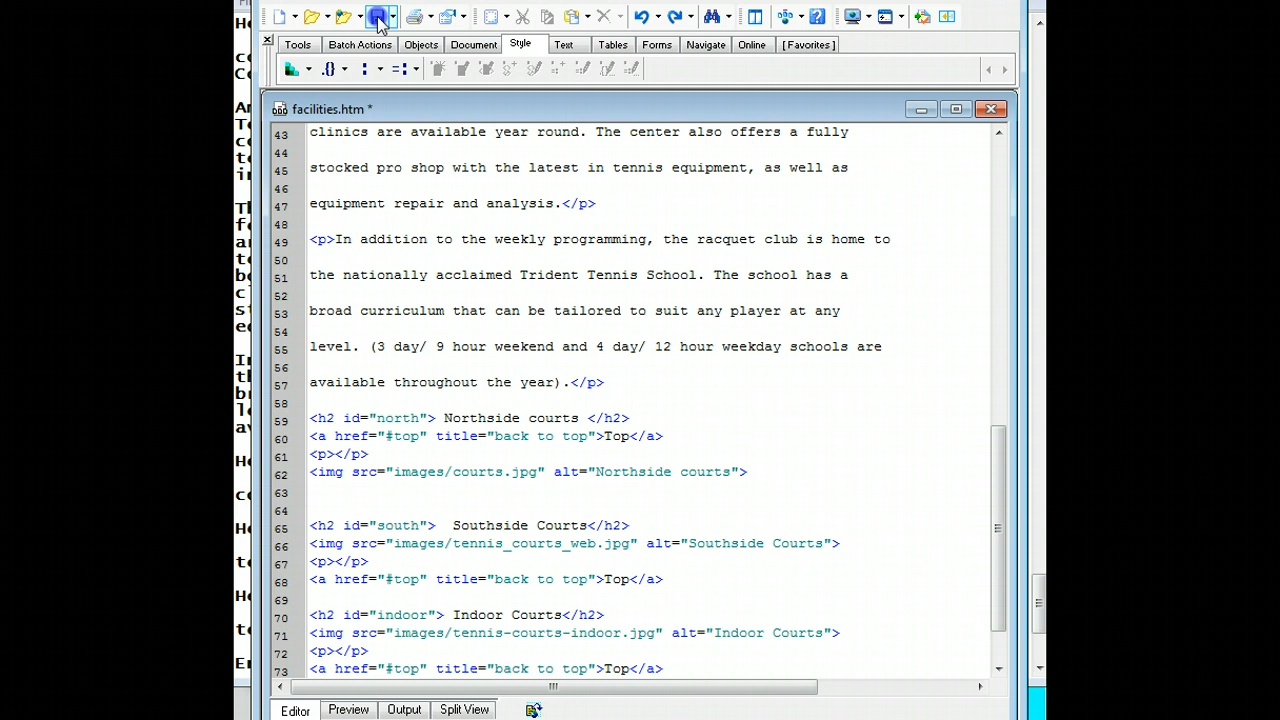 Tools Batch Actions Objects Document Style Text Tables Forms Navigate Online [ Favorites ]
facilities.htm *
43 clinics are available year round. The center also offers a fully
44
45 stocked pro shop with the latest in tennis equipment, as well as
46
47 equipment repair and analysis.</p>
48
49 <p>In addition to the weekly programming, the racquet club is home to
50
51 the nationally acclaimed Trident Tennis School. The school has a
52
53 broad curriculum that can be tailored to suit any player at any
54
55 level. (3 day/ 9 hour weekend and 4 day/ 12 hour weekday schools are
56
57 available throughout the year).</p>
58
59 <h2 id="north"> Northside courts </h2>
60 <a href="#top" title="back to top">Top</a>
61 <p></p>
62 <img src="images/courts.jpg" alt="Northside courts">
63
64
65 <h2 id="south">  Southside Courts</h2>
66 <img src="images/tennis_courts_web.jpg" alt="Southside Courts">
67 <p></p>
68 <a href="#top" title="back to top">Top</a>
69
70 <h2 id="indoor"> Indoor Courts</h2>
71 <img src="images/tennis-courts-indoor.jpg" alt="Indoor Courts">
72 <p></p>
73 <a href="#top" title="back to top">Top</a>
Editor Preview Output Split View